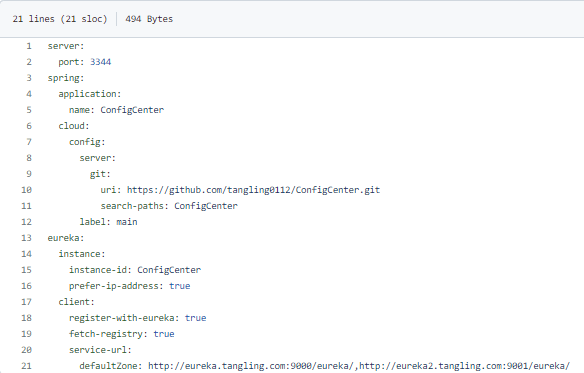 21 lines (21 sloc) 494 Bytes
1 server:
2   port: 3344
3 spring:
4   application:
5     name: ConfigCenter
6   cloud:
7     config:
8       server:
9         git:
10           uri: https://github.com/tangling0112/ConfigCenter.git
11           search-paths: ConfigCenter
12       label: main
13 eureka:
14   instance:
15     instance-id: ConfigCenter
16     prefer-ip-address: true
17   client:
18     register-with-eureka: true
19     fetch-registry: true
20     service-url:
21       defaultZone: http://eureka.tangling.com:9000/eureka/,http://eureka2.tangling.com:9001/eureka/